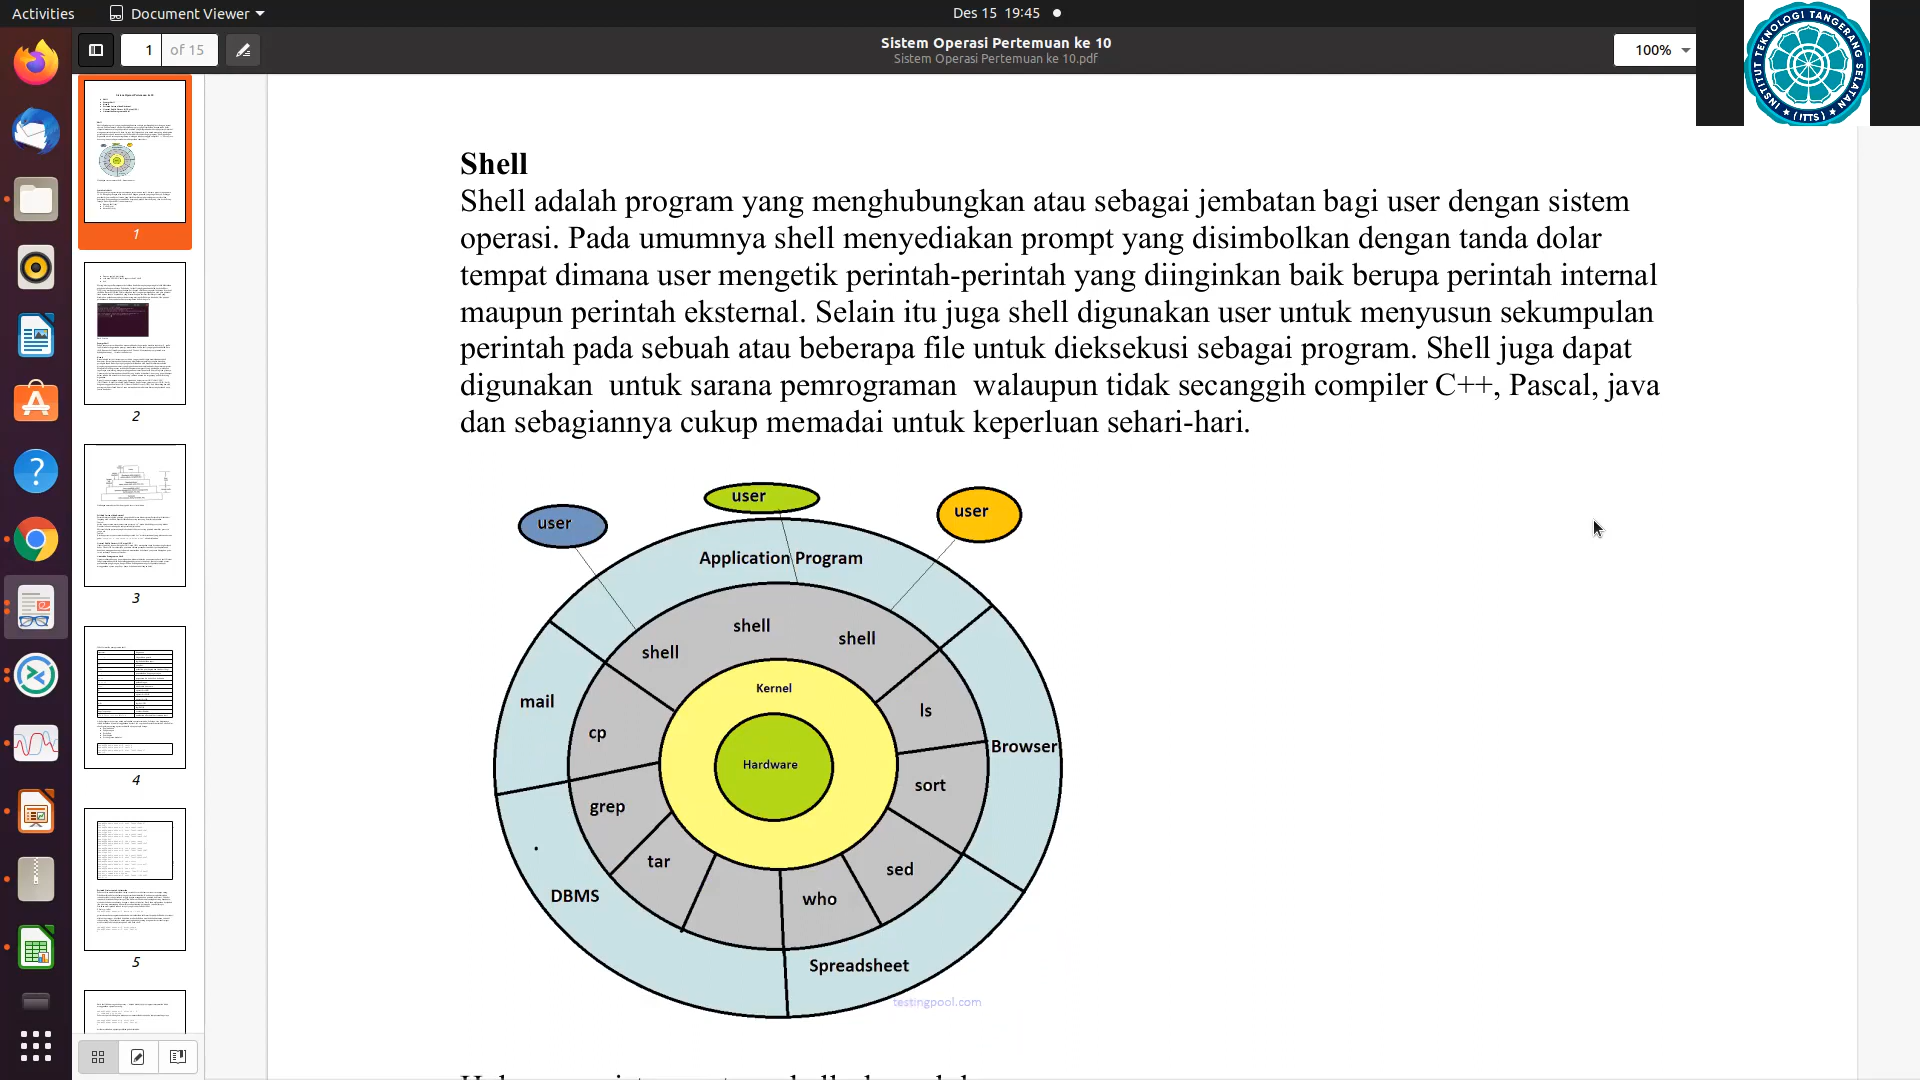 Activities
Document Viewer
Des 15 19:45
1 of 15
Sistem Operasi Pertemuan ke 10
Sistem Operasi Pertemuan ke 10.pdf
100%
INSTITUT TEKNOLOGI TANGERANG SELATAN
(ITTS)
1
2
3
4
5
Shell
Shell adalah program yang menghubungkan atau sebagai jembatan bagi user dengan sistem
operasi. Pada umumnya shell menyediakan prompt yang disimbolkan dengan tanda dolar
tempat dimana user mengetik perintah-perintah yang diinginkan baik berupa perintah internal
maupun perintah eksternal. Selain itu juga shell digunakan user untuk menyusun sekumpulan
perintah pada sebuah atau beberapa file untuk dieksekusi sebagai program. Shell juga dapat
digunakan  untuk sarana pemrograman  walaupun tidak secanggih compiler C++, Pascal, java
dan sebagiannya cukup memadai untuk keperluan sehari-hari.
user
user
user
Application Program
shell
shell
shell
Kernel
mail
ls
cp
Browser
Hardware
sort
grep
tar
sed
DBMS
who
Spreadsheet
testingpool.com